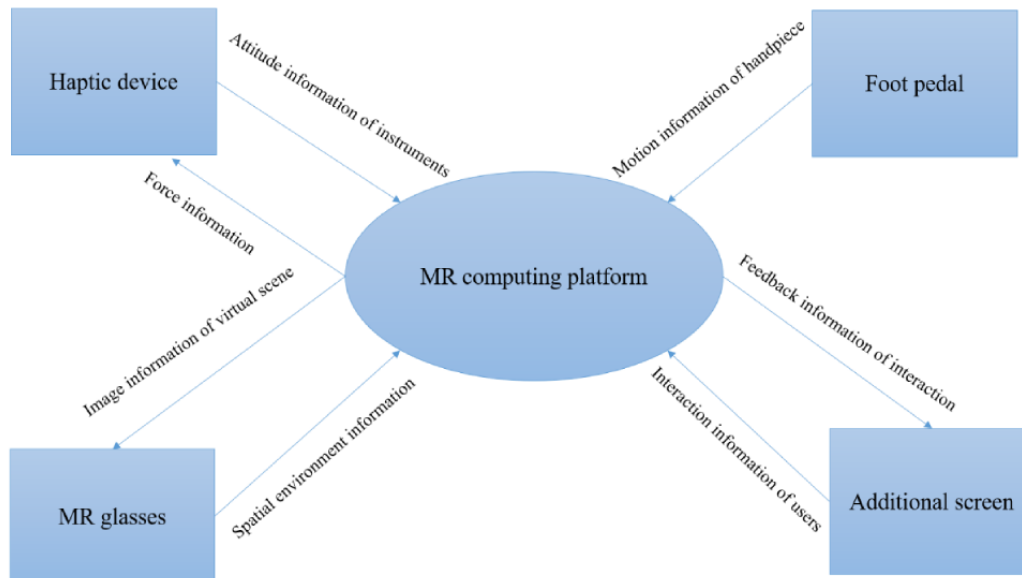 Haptic device
Attitude information of instruments
Motion information of handpiece
Foot pedal
Force information
MR computing platform
Image information of virtual scene
Feedback information of interaction
Spatial environment information
Interaction information of users
MR glasses
Additional screen